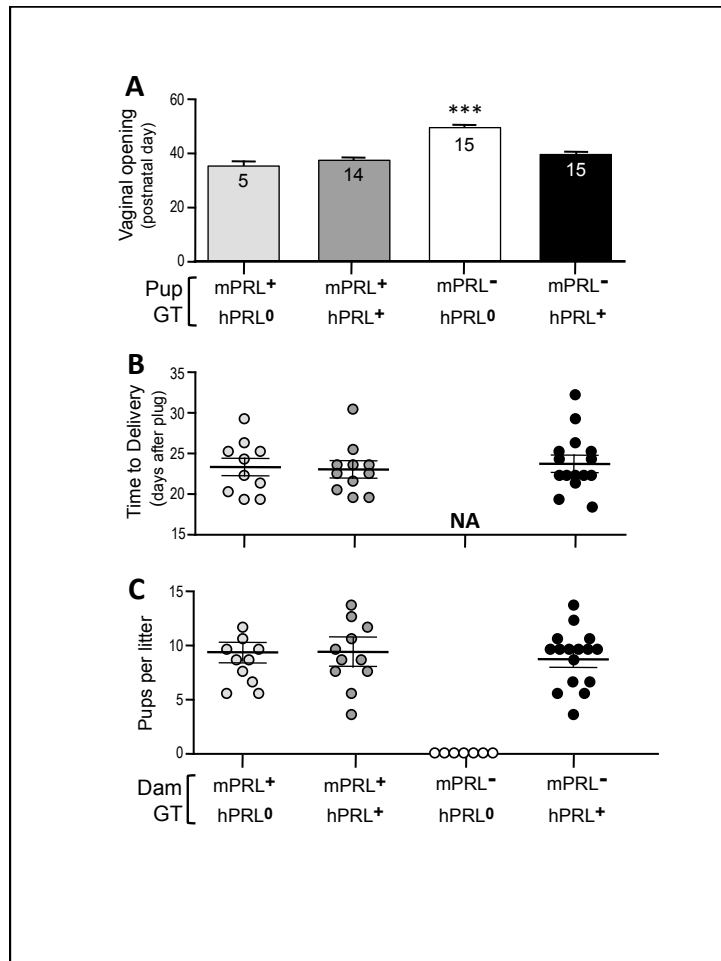 A
Vaginal opening
(postnatal day)
60
40
20
0
***
5
14
15
15
Pup
GT
mPRL+
mPRL+
mPRL-
mPRL-
hPRL0
hPRL+
hPRL0
hPRL+
B
Time to Delivery
(days after plug)
35
30
25
20
15
NA
C
Pups per litter
15
10
5
0
Dam
GT
mPRL+
mPRL+
mPRL-
mPRL-
hPRL0
hPRL+
hPRL0
hPRL+